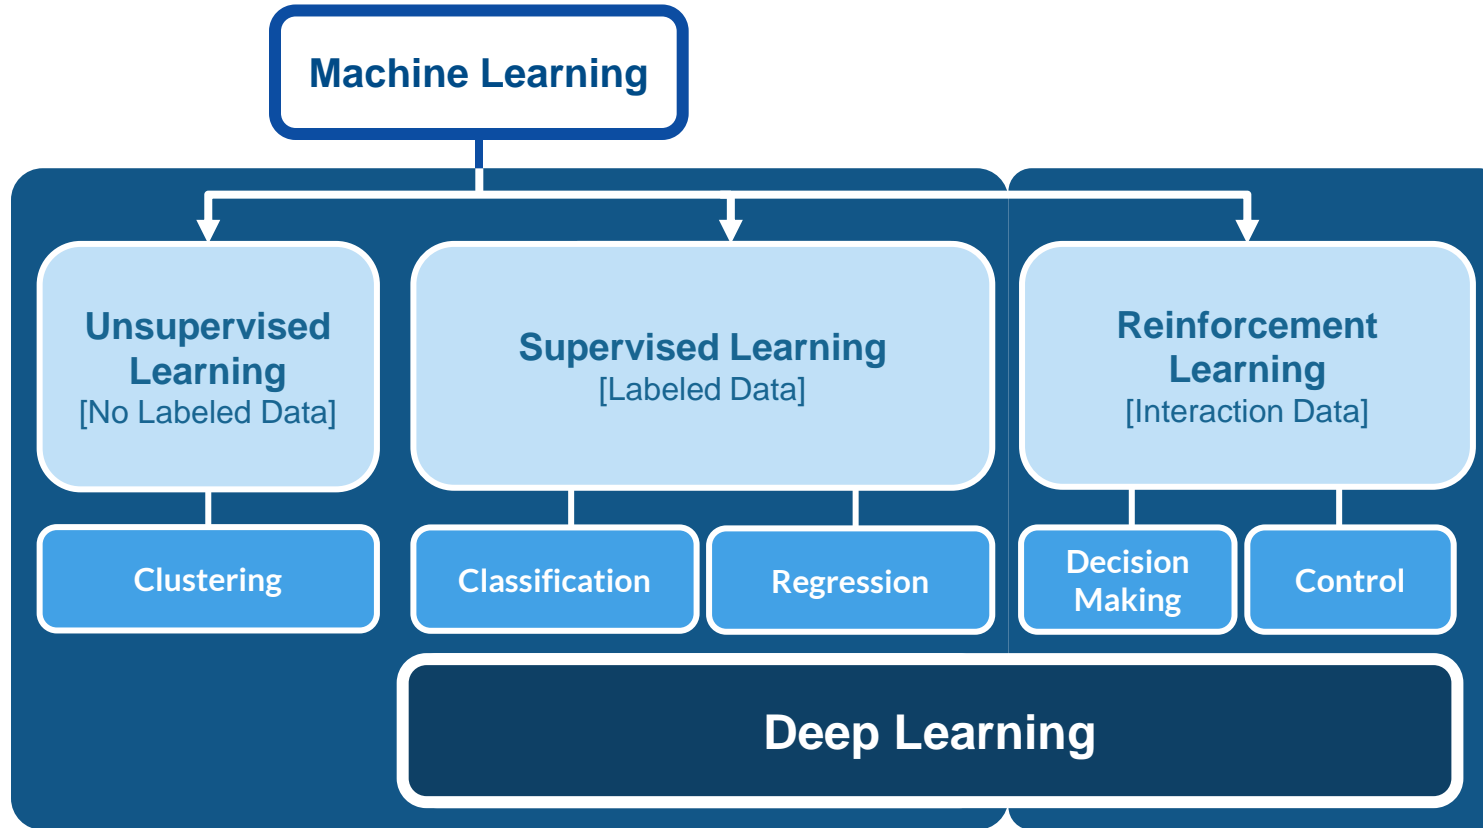 Machine Learning
Unsupervised
Learning
[No Labeled Data]
Supervised Learning
[Labeled Data]
Reinforcement
Learning
[Interaction Data]
Clustering
Classification
Regression
Decision
Making
Control
Deep Learning